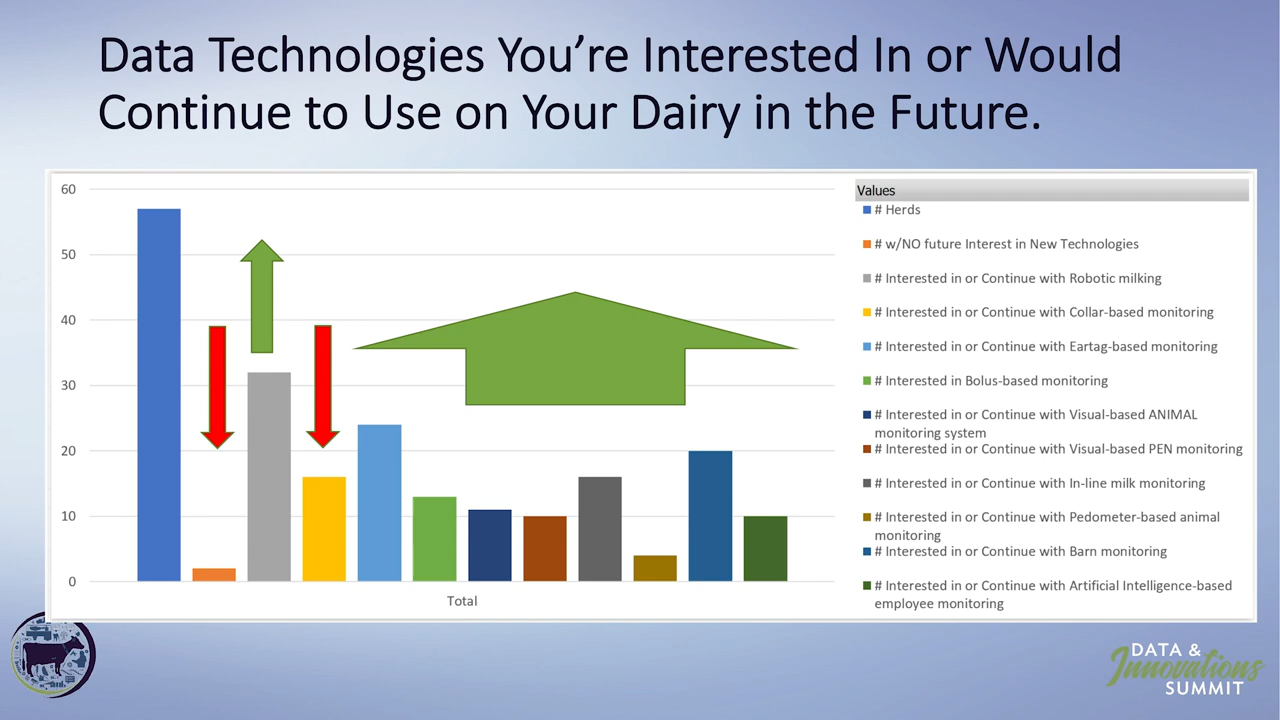 Data Technologies You're Interested In or Would
Continue to Use on Your Dairy in the Future.
60
50
40
30
20
10
0
Total
Values
# Herds
# w/NO future Interest in New Technologies
# Interested in or Continue with Robotic milking
# Interested in or Continue with Collar-based monitoring
# Interested in or Continue with Eartag-based monitoring
# Interested in Bolus-based monitoring
# Interested in or Continue with Visual-based ANIMAL
monitoring system
# Interested in or Continue with Visual-based PEN monitoring
# Interested in or Continue with In-line milk monitoring
# Interested in or Continue with Pedometer-based animal
monitoring
# Interested in or Continue with Barn monitoring
# Interested in or Continue with Artificial Intelligence-based
employee monitoring
DATA &
Innovations
SUMMIT